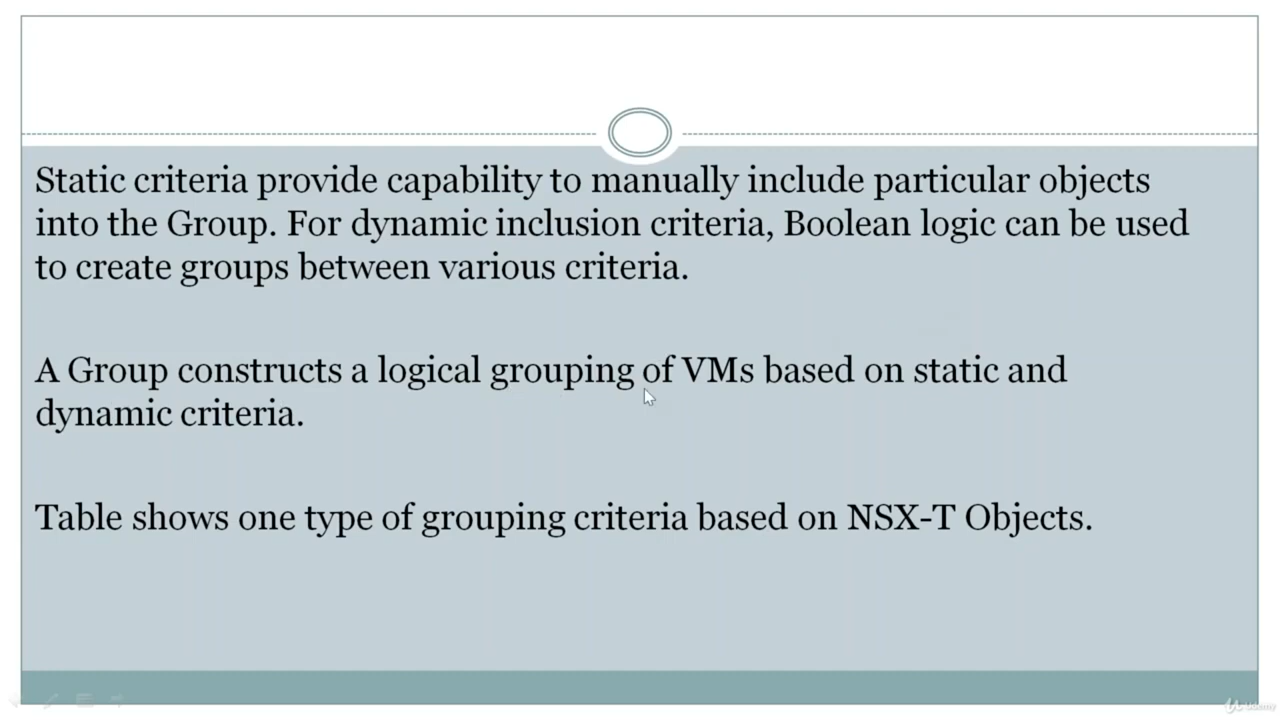 Static criteria provide capability to manually include particular objects
into the Group. For dynamic inclusion criteria, Boolean logic can be used
to create groups between various criteria.
A Group constructs a logical grouping of VMs based on static and
dynamic criteria.
Table shows one type of grouping criteria based on NSX-T Objects.
Udemy